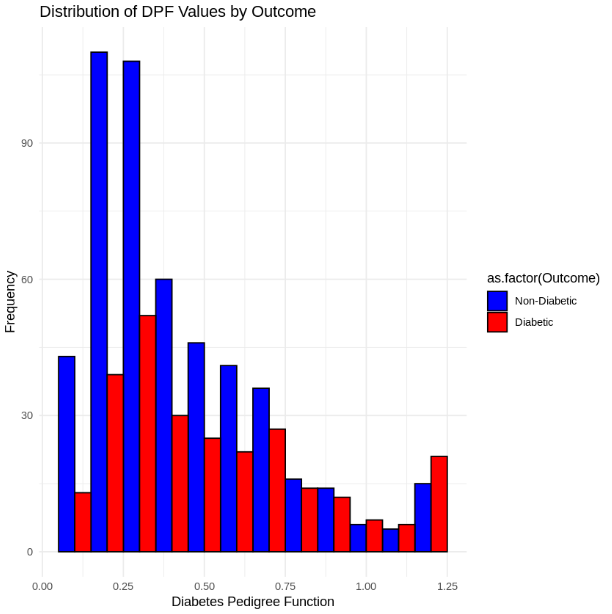 Distribution of DPF Values by Outcome
Frequency
90
60
30
0
0.00 0.25 0.50 0.75 1.00 1.25
Diabetes Pedigree Function
as.factor(Outcome)
Non-Diabetic
Diabetic